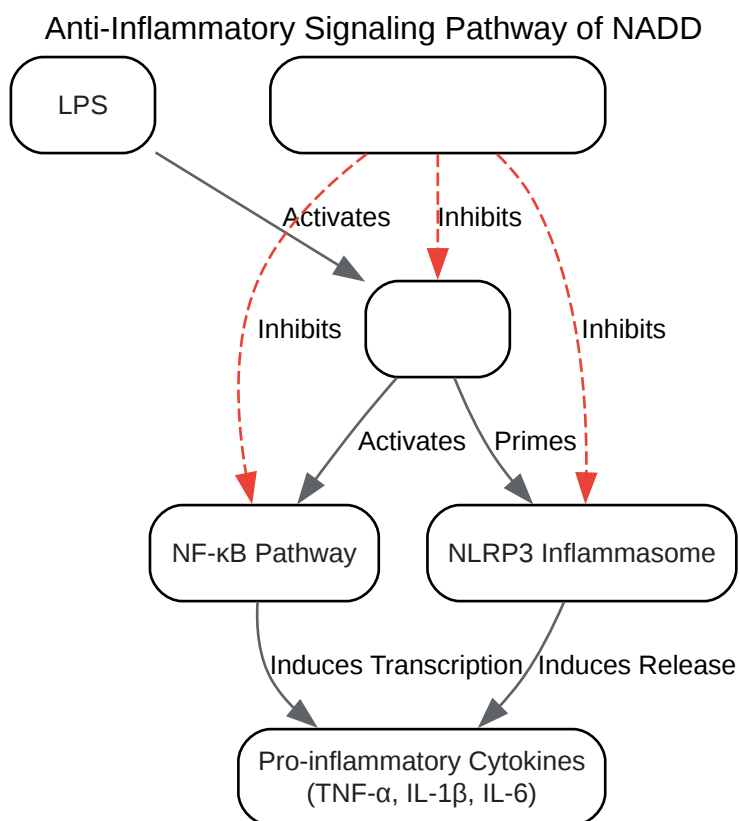 Anti-Inflammatory Signaling Pathway of NADD
LPS
Activates
Inhibits
Inhibits
Inhibits
Activates
Primes
NF-κB Pathway
NLRP3 Inflammasome
Induces Transcription
Induces Release
Pro-inflammatory Cytokines
(TNF-α, IL-1β, IL-6)